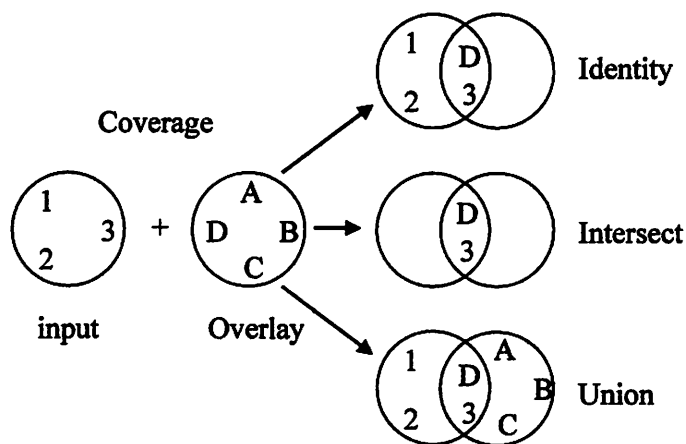 1
D
2
3
Identity
Coverage
1
2
3
+
A
D
B
C
D
3
Intersect
input
Overlay
1
D
2
3
A
B
C
Union